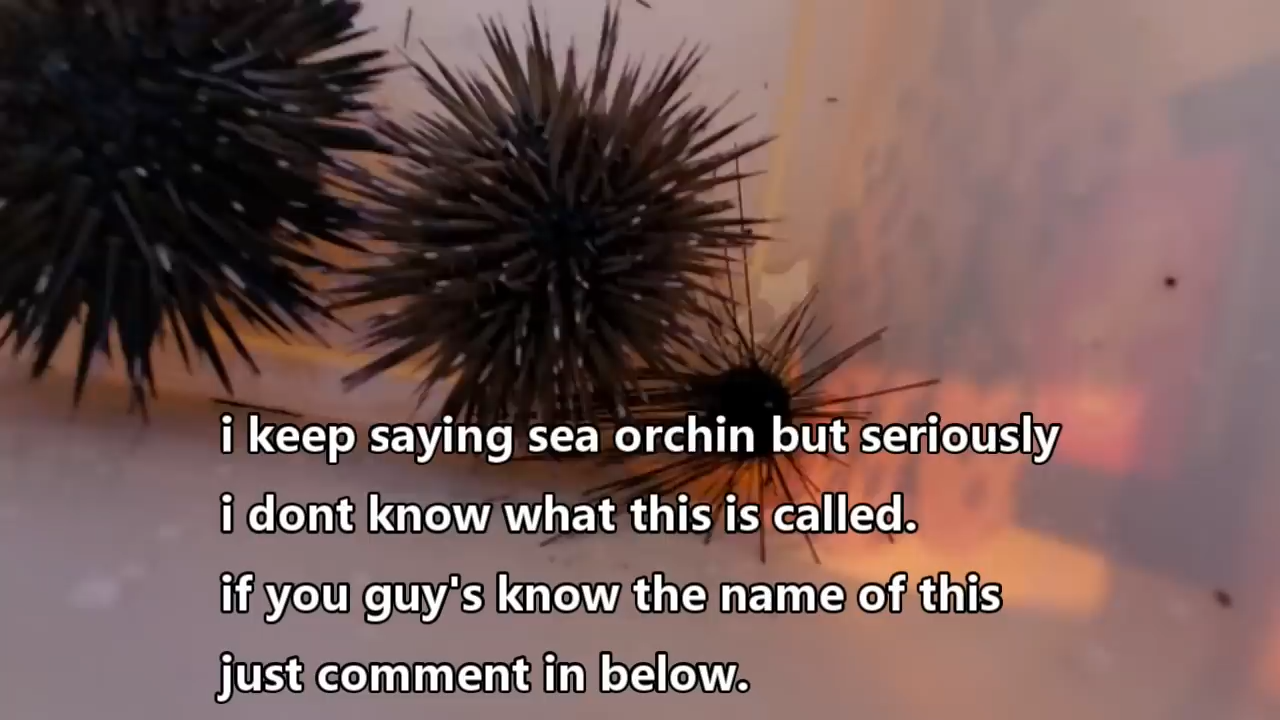 i keep saying sea orchin but seriously
i dont know what this is called.
if you guy's know the name of this
just comment in below.